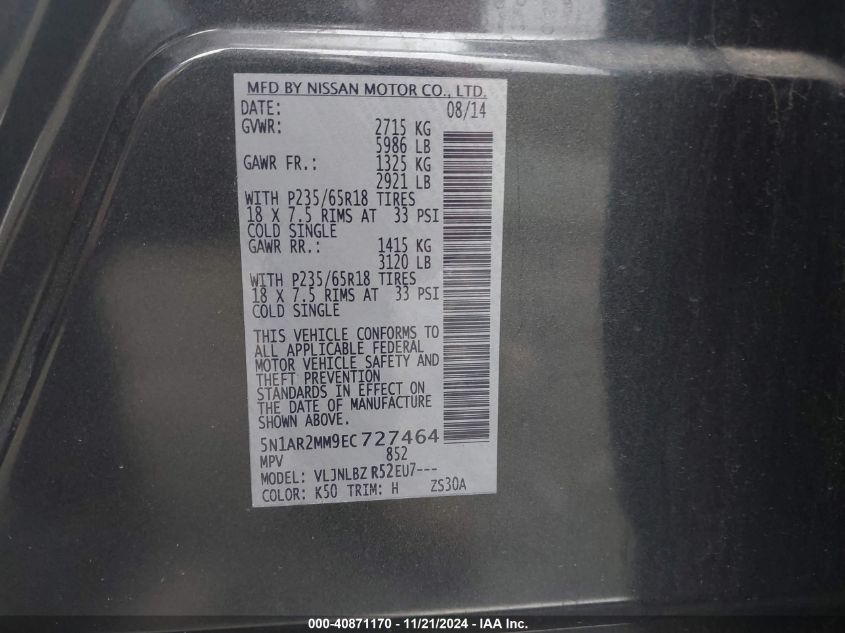 MFD BY NISSAN MOTOR CO., LTD.
DATE: 08/14
GVWR: 2715 KG
5986 LB
GAWR FR.: 1325 KG
2921 LB
WITH P235/65R18 TIRES
18 X 7.5 RIMS AT 33 PSI
COLD SINGLE
GAWR RR.: 1415 KG
3120 LB
WITH P235/65R18 TIRES
18 X 7.5 RIMS AT 33 PSI
COLD SINGLE
THIS VEHICLE CONFORMS TO
ALL APPLICABLE FEDERAL
MOTOR VEHICLE SAFETY AND
THEFT PREVENTION
STANDARDS IN EFFECT ON
THE DATE OF MANUFACTURE
SHOWN ABOVE.
5N1AR2MM9EC727464
MPV 852
MODEL: VLJNLBZ R52EU7---
COLOR: K50 TRIM: H ZS30A
000-40871170 - 11/21/2024 - IAA Inc.